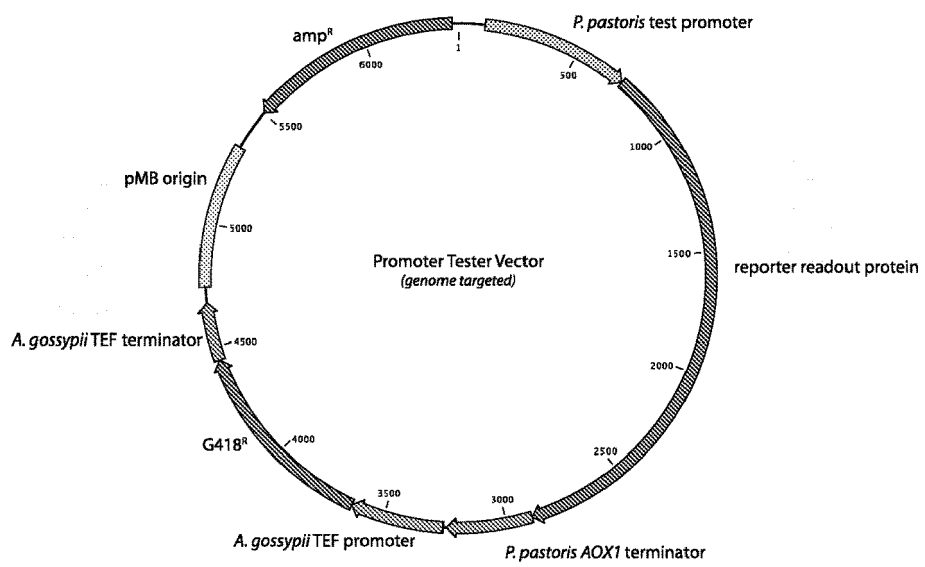 P. pastoris test promoter
amp^R
1
6000
500
5500
1000
pMB origin
5000
Promoter Tester Vector
(genome targeted)
1500
reporter readout protein
A. gossypii TEF terminator
4500
2000
G418^R
4000
2500
3500
3000
A. gossypii TEF promoter
P. pastoris AOX1 terminator